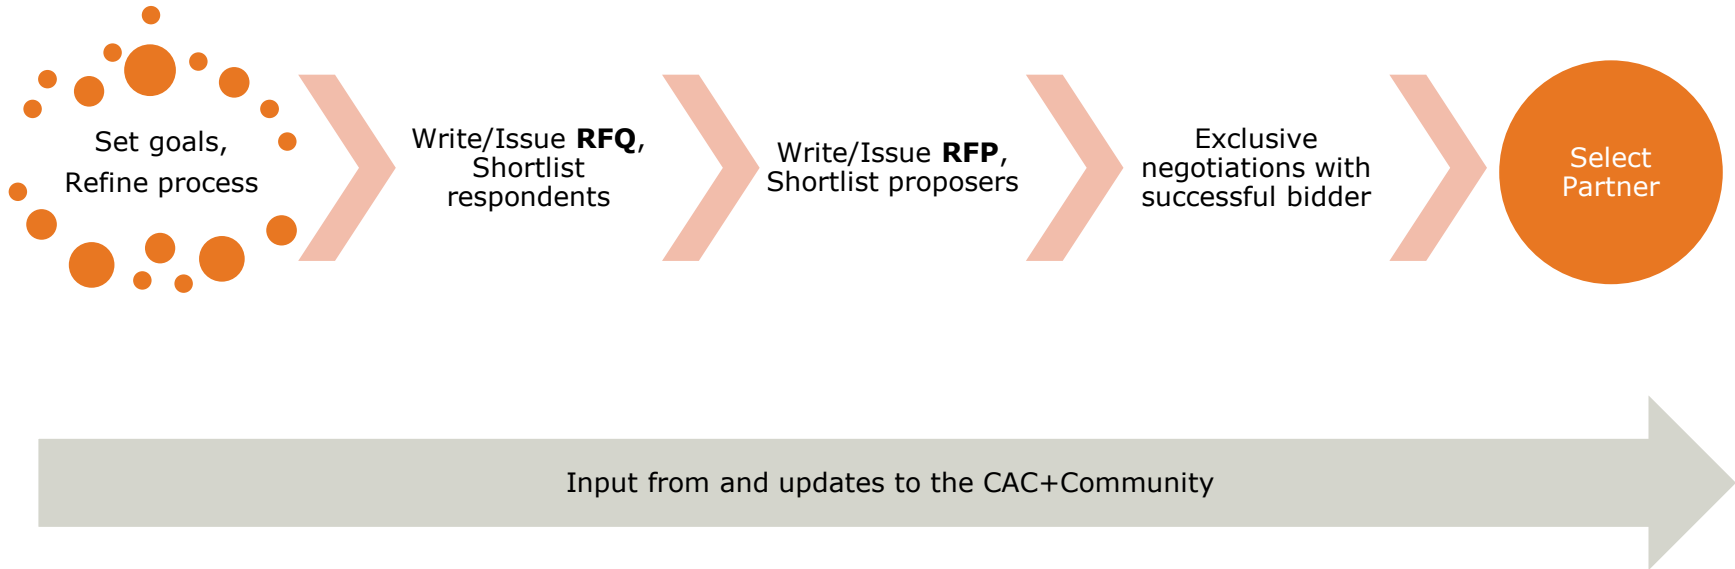 Set goals,
Refine process
Write/Issue RFQ,
Shortlist
respondents
Write/Issue RFP,
Shortlist proposers
Exclusive
negotiations with
successful bidder
Select
Partner
Input from and updates to the CAC+Community